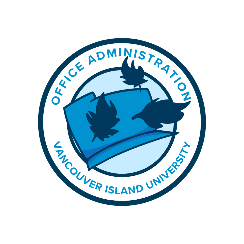 OFFICE ADMINISTRATION
VANCOUVER ISLAND UNIVERSITY